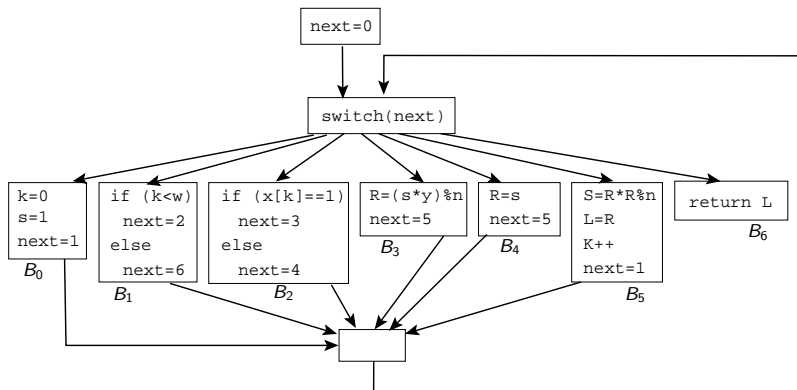 next=0
switch(next)
k=0
s=1
next=1
B0
if (k<w)
next=2
else
next=6
B1
if (x[k]==1)
next=3
else
next=4
B2
R=(s*y)%n
next=5
B3
R=s
next=5
B4
S=R*R%n
L=R
K++
next=1
B5
return L
B6